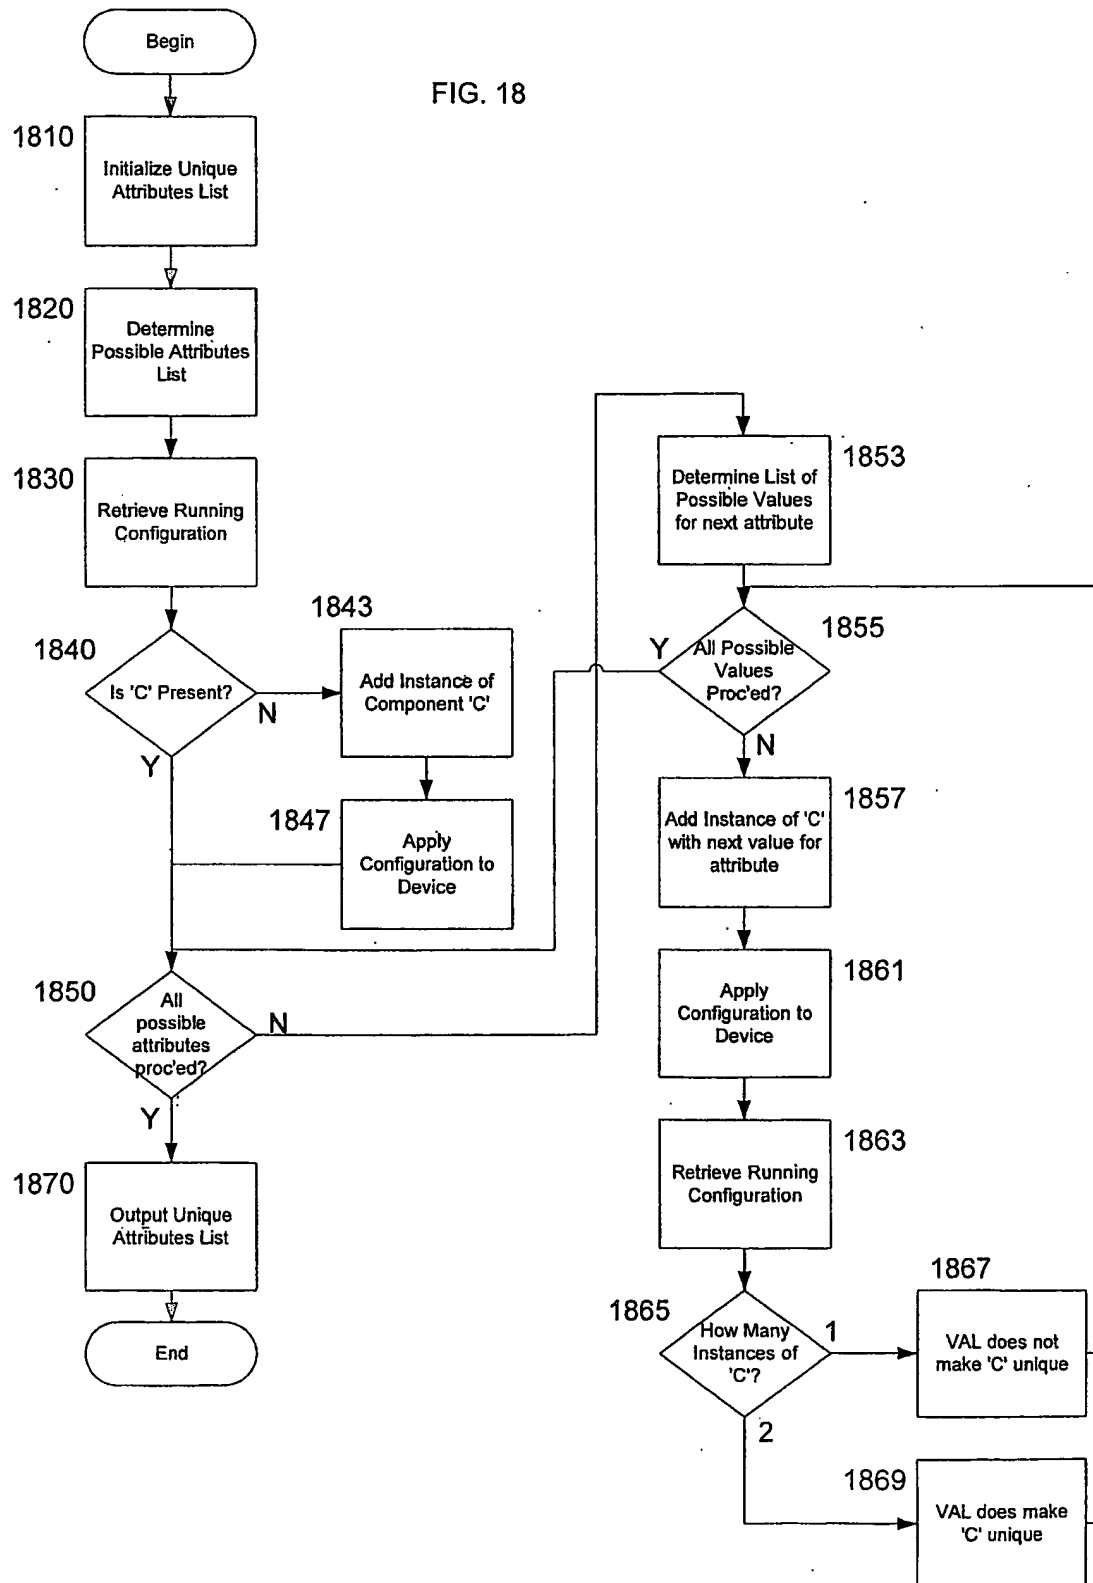 Begin
FIG. 18
1810
Initialize Unique
Attributes List
1820
Determine
Possible Attributes
List
1830
Retrieve Running
Configuration
1840
Is 'C' Present?
N
Y
1843
Add Instance of
Component 'C'
1847
Apply
Configuration to
Device
1850
All
possible
attributes
proc'ed?
N
Y
1870
Output Unique
Attributes List
End
1853
Determine List of
Possible Values
for next attribute
1855
All Possible
Values
Proc'ed?
Y
N
1857
Add Instance of 'C'
with next value for
attribute
1861
Apply
Configuration to
Device
1863
Retrieve Running
Configuration
1865
How Many
Instances of
'C'?
1
2
1867
VAL does not
make 'C' unique
1869
VAL does make
'C' unique